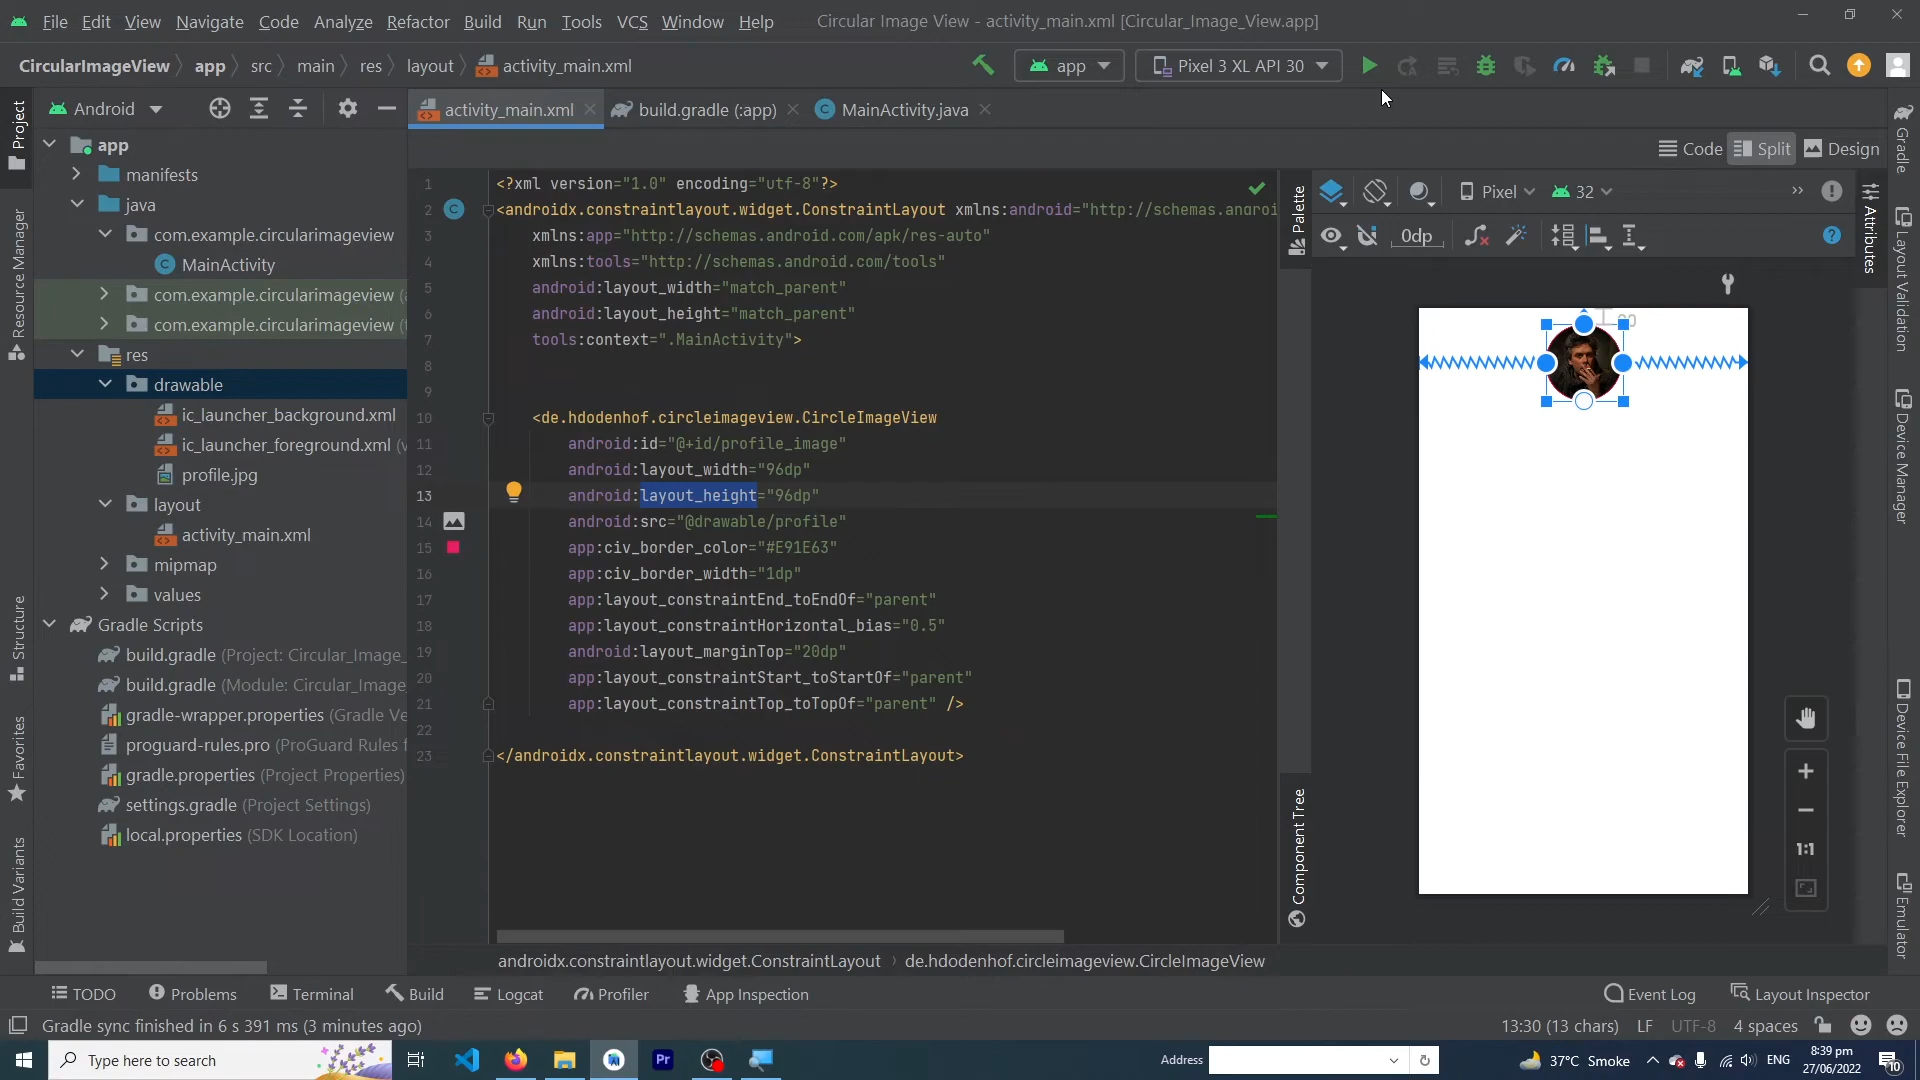 File Edit View Navigate Code Analyze Refactor Build Run Tools VCS Window Help Circular Image View - activity_main.xml [Circular_Image_View.app]
CircularImageView app src main res layout activity_main.xml app Pixel 3 XL API 30
Project
Android
activity_main.xml build.gradle (:app) MainActivity.java
Code Split Design
app
manifests
java
com.example.circularimageview
MainActivity
com.example.circularimageview
com.example.circularimageview
res
drawable
ic_launcher_background.xml
ic_launcher_foreground.xml
profile.jpg
layout
activity_main.xml
mipmap
values
Gradle Scripts
build.gradle (Project: Circular_Image_
build.gradle (Module: Circular_Image
gradle-wrapper.properties (Gradle Ve
proguard-rules.pro (ProGuard Rules f
gradle.properties (Project Properties)
settings.gradle (Project Settings)
local.properties (SDK Location)
Resource Manager
Structure
Favorites
Build Variants
1 <?xml version="1.0" encoding="utf-8"?>
2 <androidx.constraintlayout.widget.ConstraintLayout xmlns:android="http://schemas.androi
3 xmlns:app="http://schemas.android.com/apk/res-auto"
4 xmlns:tools="http://schemas.android.com/tools"
5 android:layout_width="match_parent"
6 android:layout_height="match_parent"
7 tools:context=".MainActivity">
8
9
10 <de.hdodenhof.circleimageview.CircleImageView
11 android:id="@+id/profile_image"
12 android:layout_width="96dp"
13 android:layout_height="96dp"
14 android:src="@drawable/profile"
15 app:civ_border_color="#E91E63"
16 app:civ_border_width="1dp"
17 app:layout_constraintEnd_toEndOf="parent"
18 app:layout_constraintHorizontal_bias="0.5"
19 android:layout_marginTop="20dp"
20 app:layout_constraintStart_toStartOf="parent"
21 app:layout_constraintTop_toTopOf="parent" />
22
23 </androidx.constraintlayout.widget.ConstraintLayout>
Palette
Component Tree
Pixel 32
0dp
1:1
Attributes
Gradle
Layout Validation
Device Manager
Device File Explorer
Emulator
androidx.constraintlayout.widget.ConstraintLayout de.hdodenhof.circleimageview.CircleImageView
TODO Problems Terminal Build Logcat Profiler App Inspection Event Log Layout Inspector
Gradle sync finished in 6 s 391 ms (3 minutes ago) 13:30 (13 chars) LF UTF-8 4 spaces
Type here to search Pr Address 37°C Smoke ENG 8:39 pm
27/06/2022 10